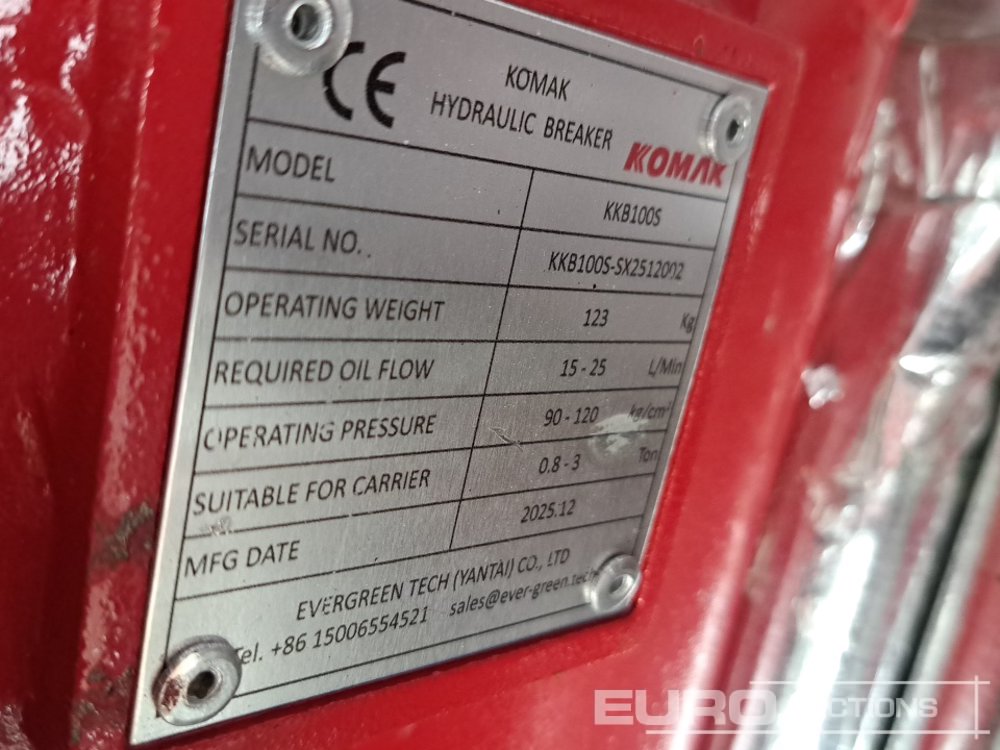 CE
KOMAK
HYDRAULIC BREAKER
KOMAK
MODEL KKB100S
SERIAL NO. KKB100S-SX2512002
OPERATING WEIGHT 123 Kg
REQUIRED OIL FLOW 15 - 25 L/Min
OPERATING PRESSURE 90 - 120 kg/cm²
SUITABLE FOR CARRIER 0.8 - 3 Ton
MFG DATE 2025.12
EVERGREEN TECH (YANTAI) CO., LTD
Tel. +86 15006554521 sales@ever-green.tech
EURO AUCTIONS